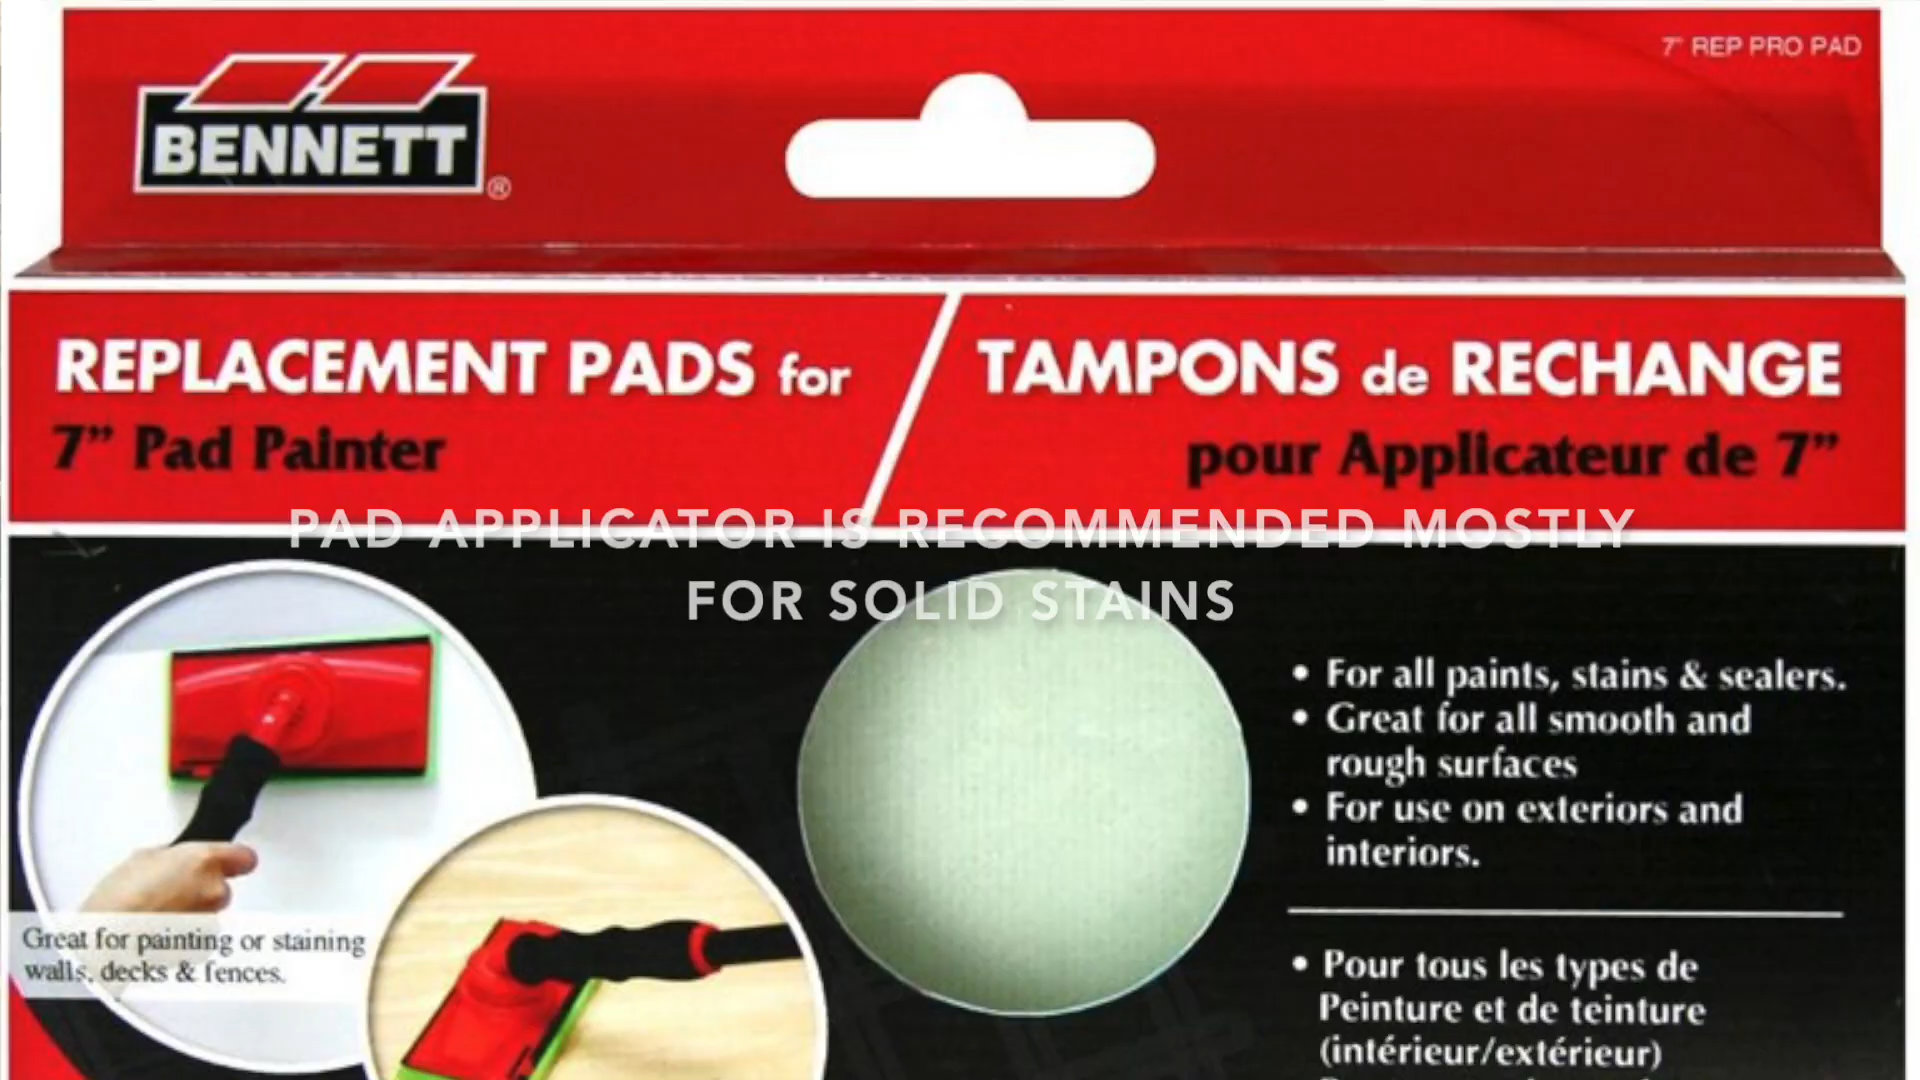 7" REP PRO PAD
BENNETT
®
REPLACEMENT PADS for
7” Pad Painter
TAMPONS de RECHANGE
pour Applicateur de 7”
PAD APPLICATOR IS RECOMMENDED MOSTLY
FOR SOLID STAINS
• For all paints, stains & sealers.
• Great for all smooth and
rough surfaces
• For use on exteriors and
interiors.
Great for painting or staining
walls, decks & fences.
• Pour tous les types de
Peinture et de teinture
(intérieur/extérieur)